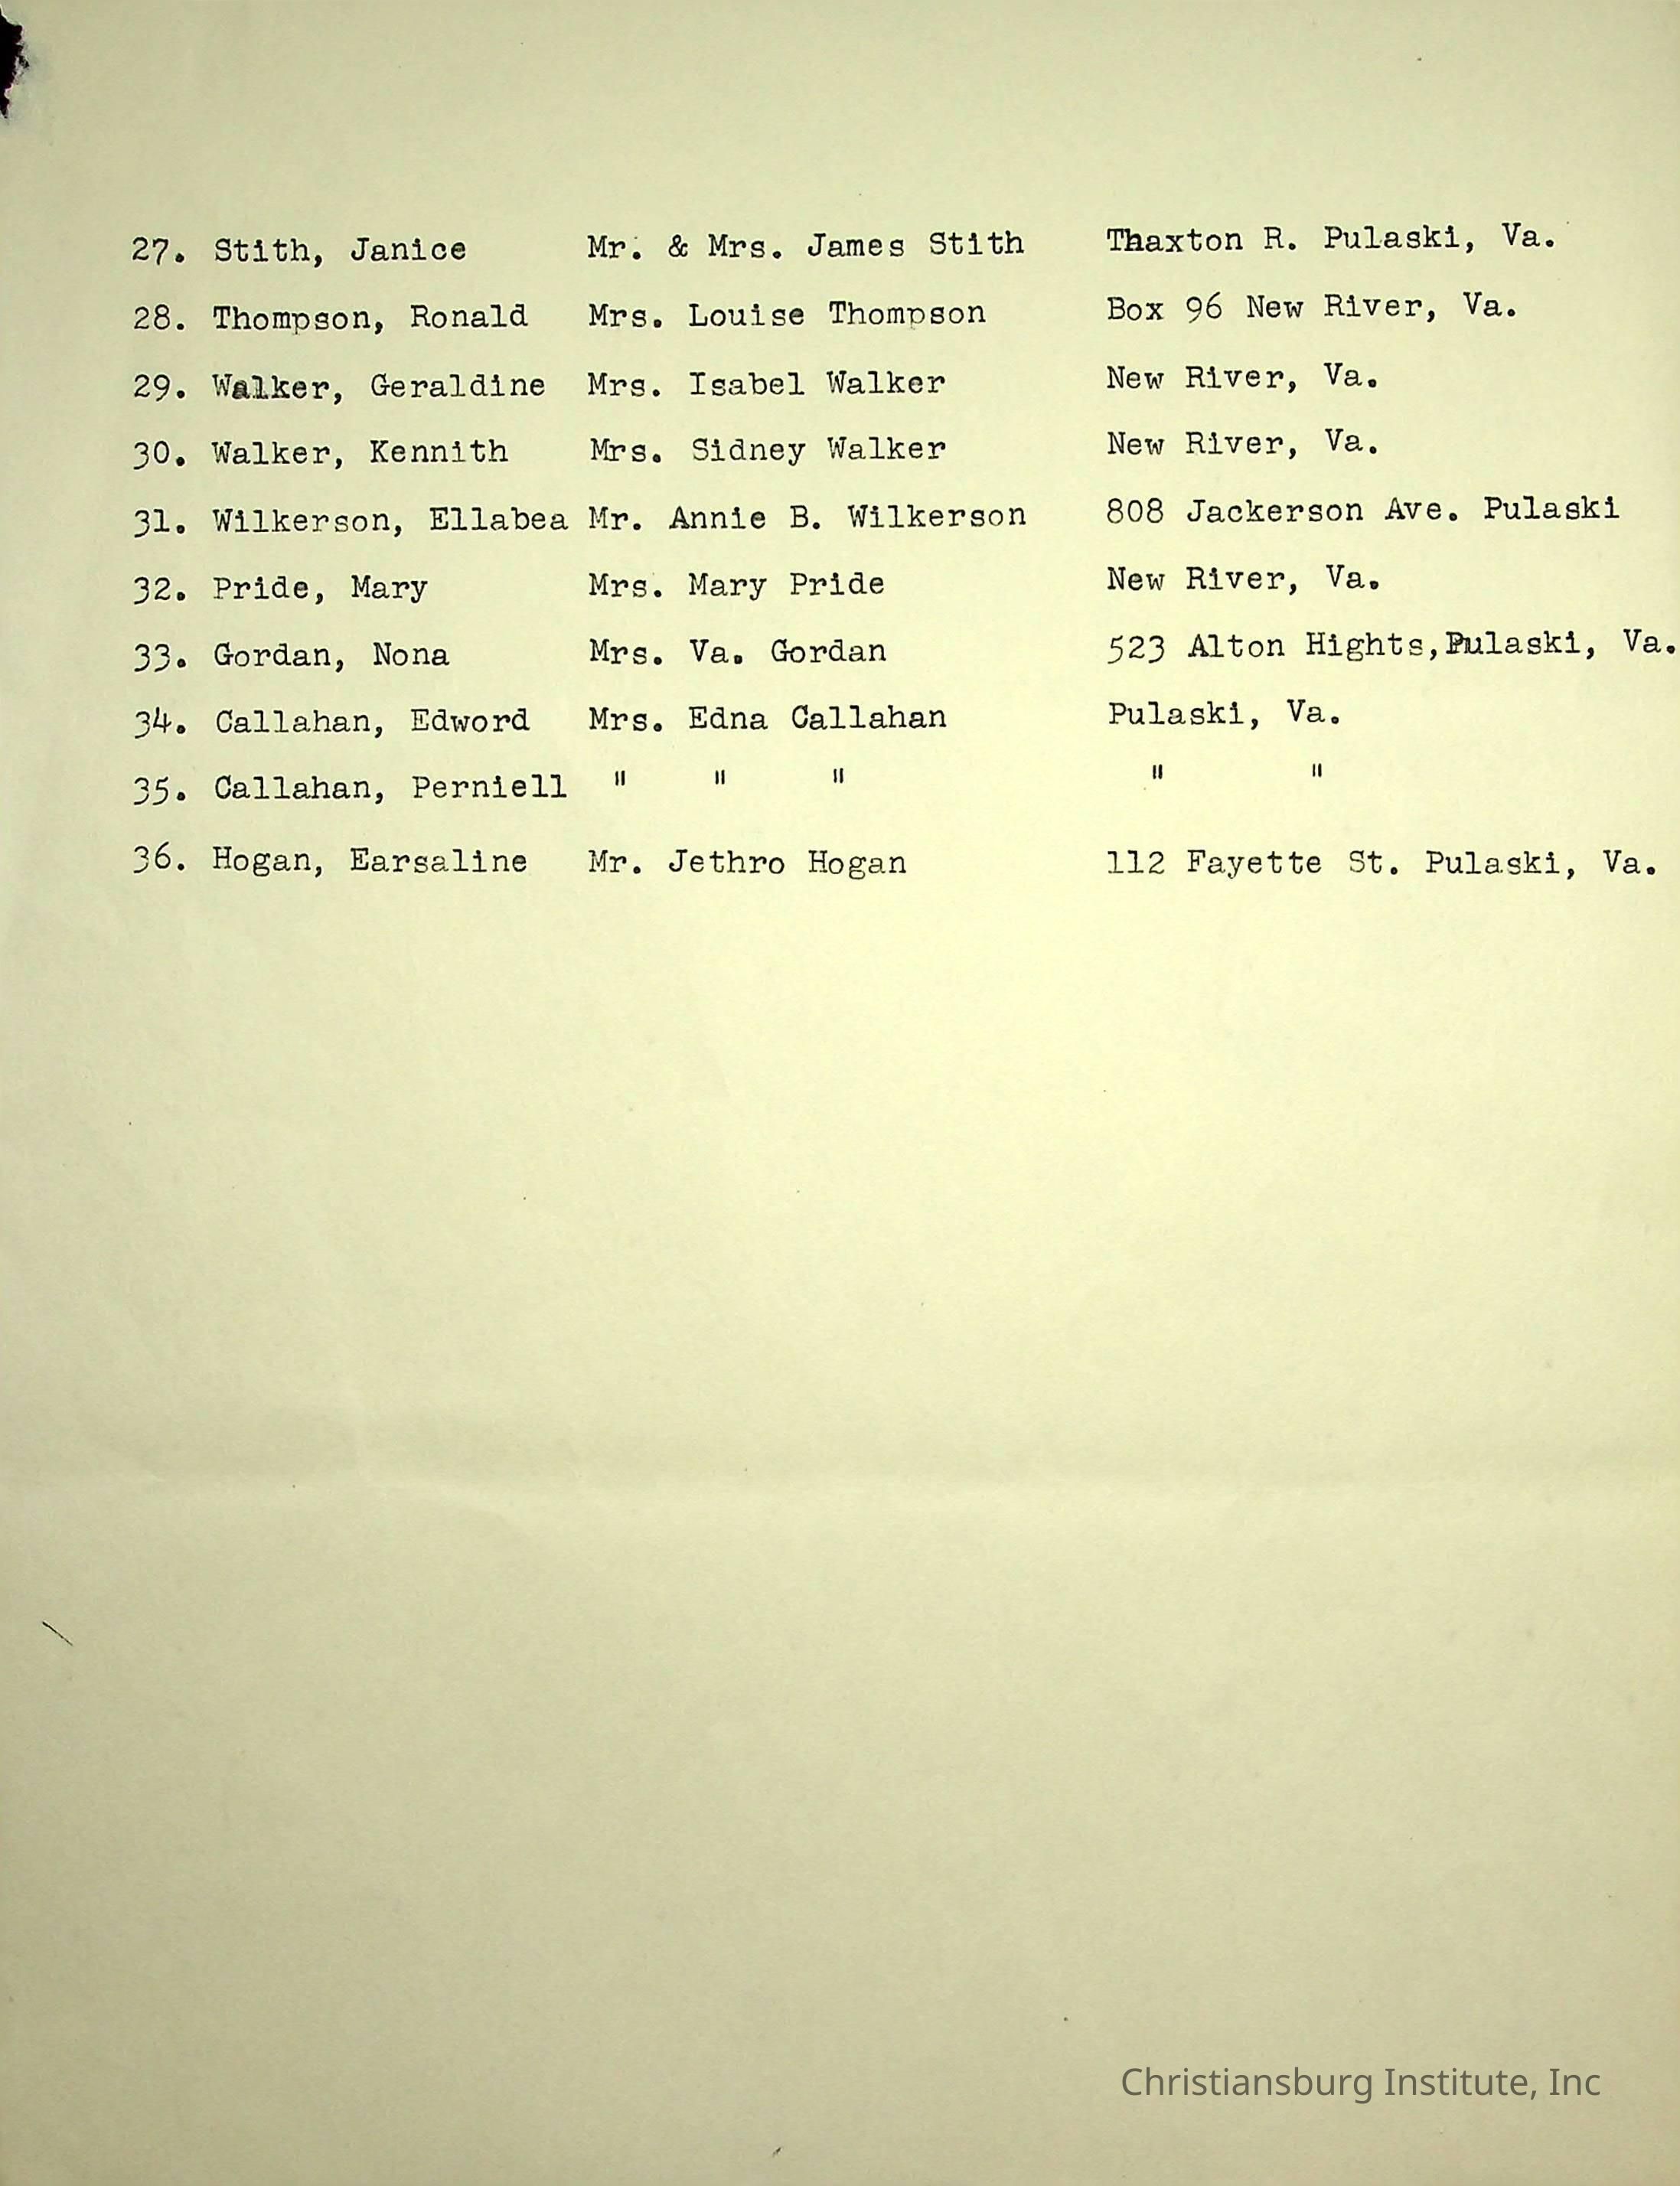 27. Stith, Janice Mr. & Mrs. James Stith Thaxton R. Pulaski, Va.
28. Thompson, Ronald Mrs. Louise Thompson Box 96 New River, Va.
29. Walker, Geraldine Mrs. Isabel Walker New River, Va.
30. Walker, Kennith Mrs. Sidney Walker New River, Va.
31. Wilkerson, Ellabea Mr. Annie B. Wilkerson 808 Jackerson Ave. Pulaski
32. Pride, Mary Mrs. Mary Pride New River, Va.
33. Gordan, Nona Mrs. Va. Gordan 523 Alton Hights,Pulaski, Va.
34. Callahan, Edword Mrs. Edna Callahan Pulaski, Va.
35. Callahan, Perniell " " " " "
36. Hogan, Earsaline Mr. Jethro Hogan 112 Fayette St. Pulaski, Va.
Christiansburg Institute, Inc